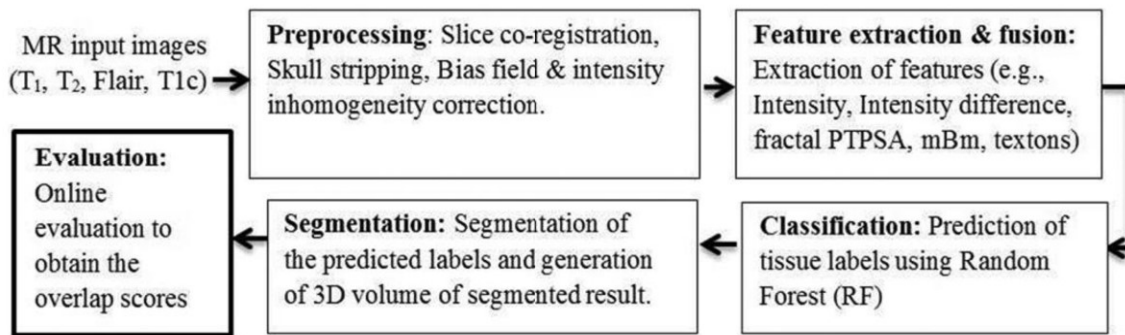 MR input images
(T₁, T₂, Flair, T1c)
Preprocessing: Slice co-registration,
Skull stripping, Bias field & intensity
inhomogeneity correction.
Feature extraction & fusion:
Extraction of features (e.g.,
Intensity, Intensity difference,
fractal PTPSA, mBm, textons)
Classification: Prediction of
tissue labels using Random
Forest (RF)
Segmentation: Segmentation of
the predicted labels and generation
of 3D volume of segmented result.
Evaluation:
Online
evaluation to
obtain the
overlap scores